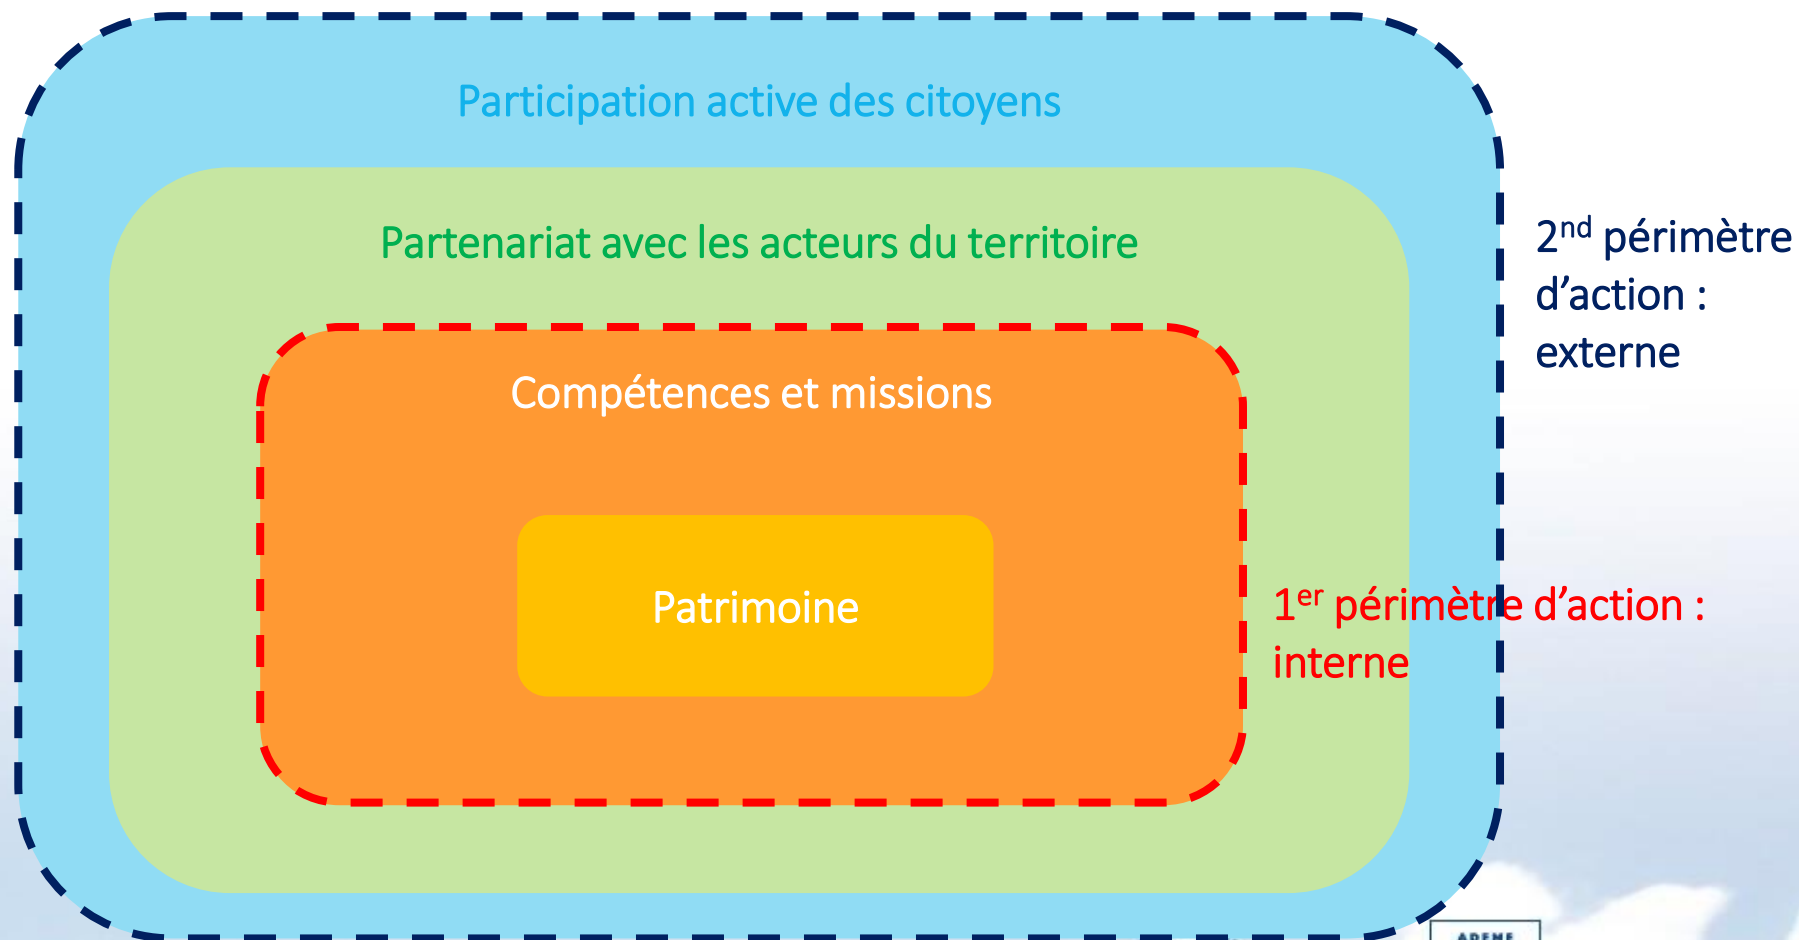 Participation active des citoyens
Partenariat avec les acteurs du territoire
2nd périmètre
d’action :
externe
Compétences et missions
Patrimoine
1er périmètre d’action :
interne
ADEME